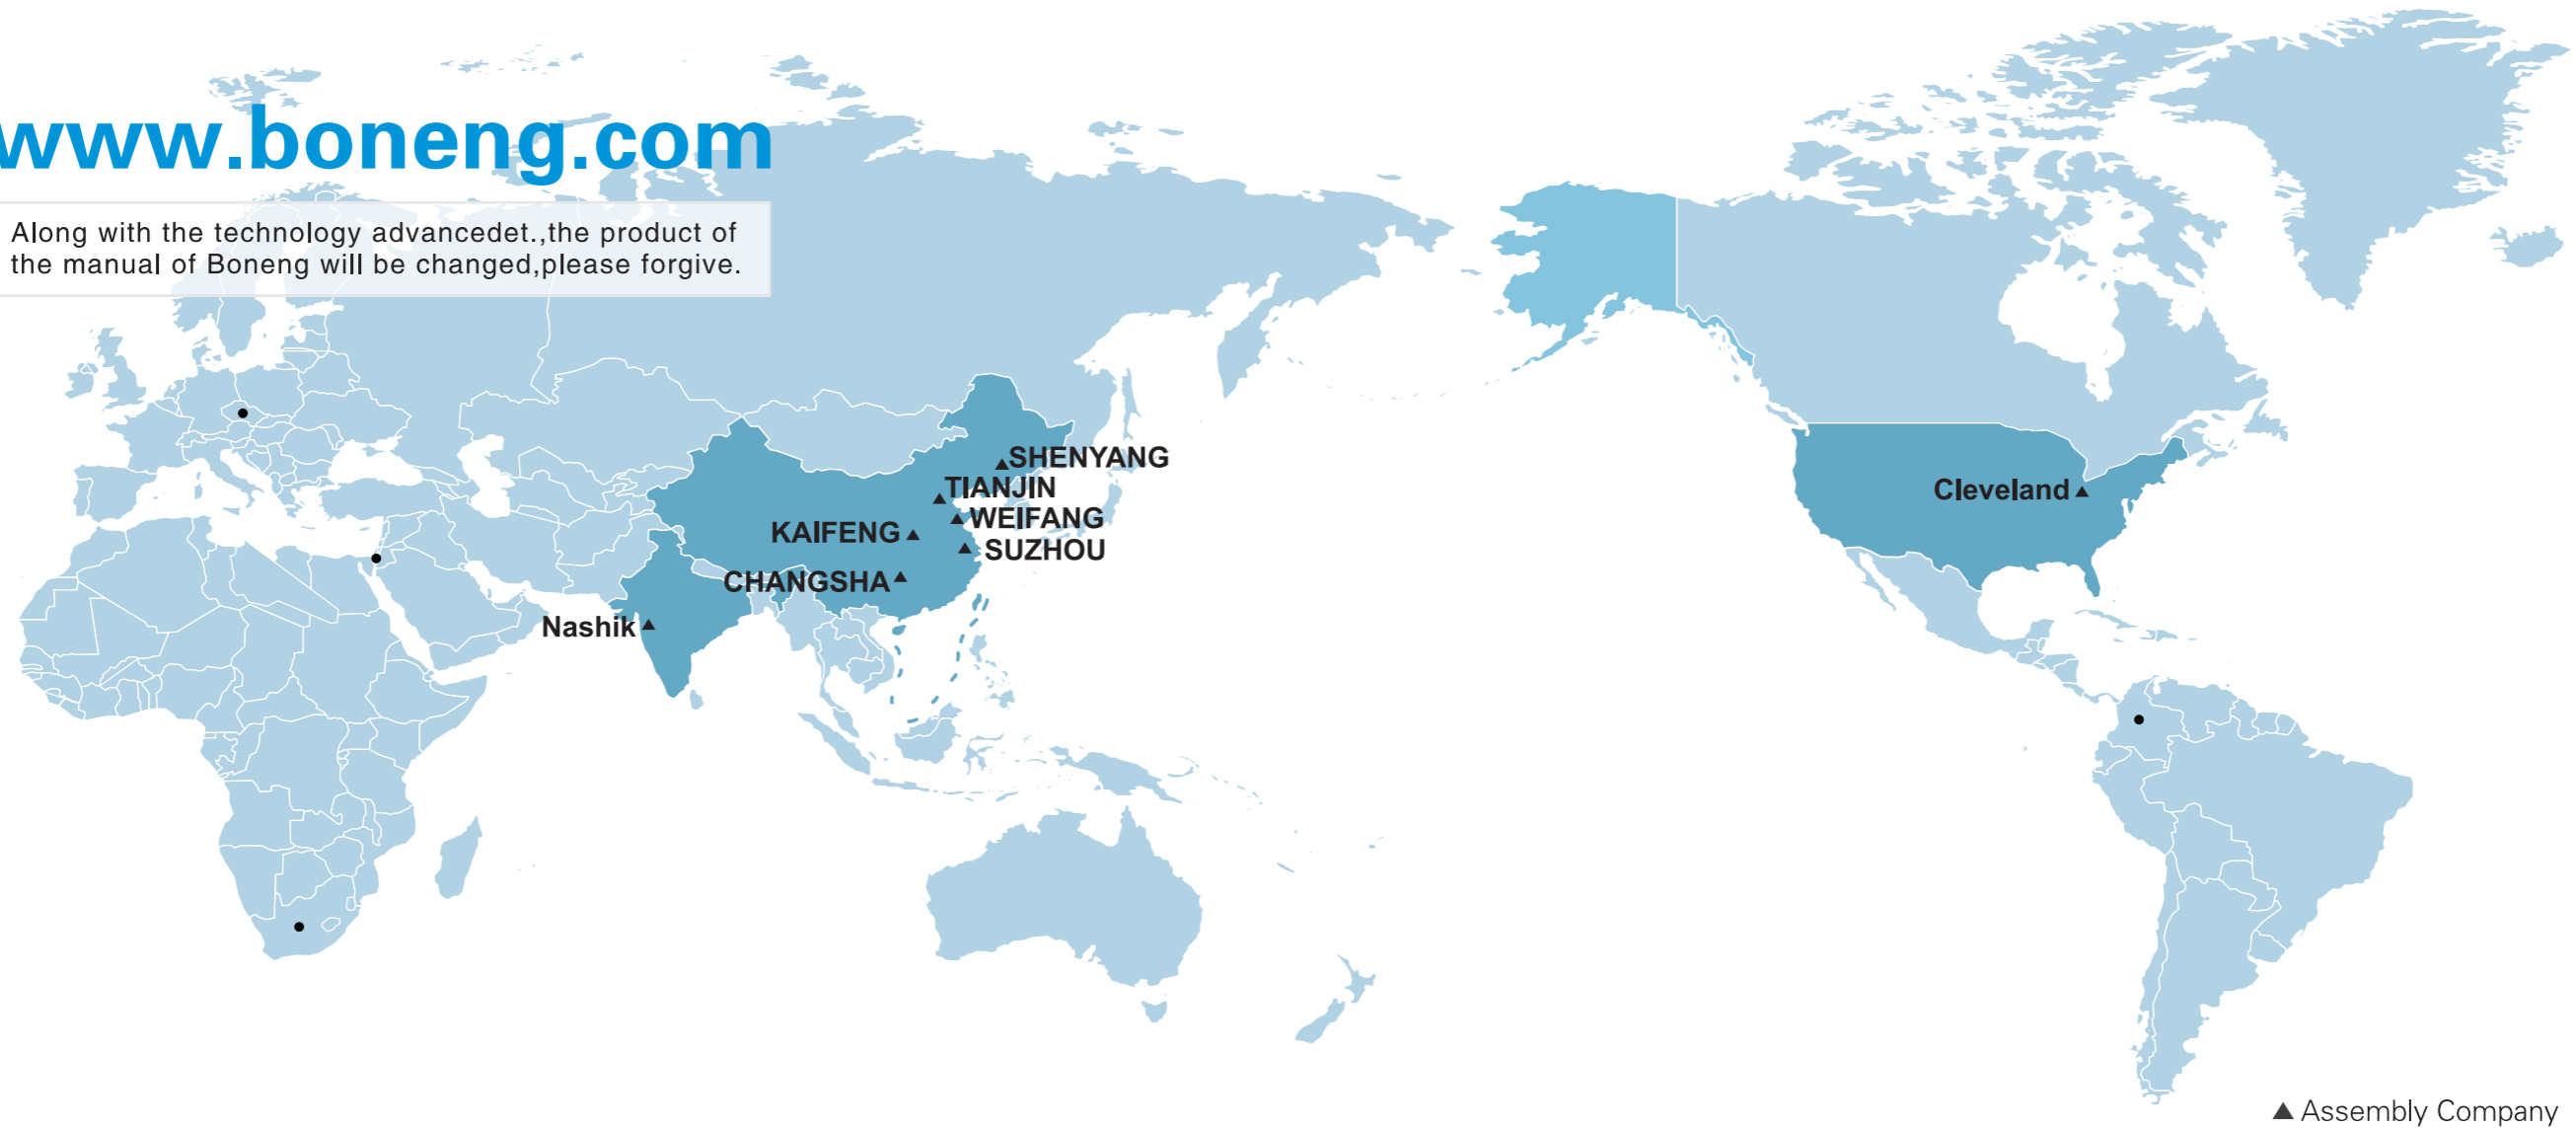 www.boneng.com
Along with the technology advancedet.,the product of
the manual of Boneng will be changed,please forgive.
SHENYANG
TIANJIN
WEIFANG
KAIFENG
SUZHOU
CHANGSHA
Nashik
Cleveland
▲ Assembly Company